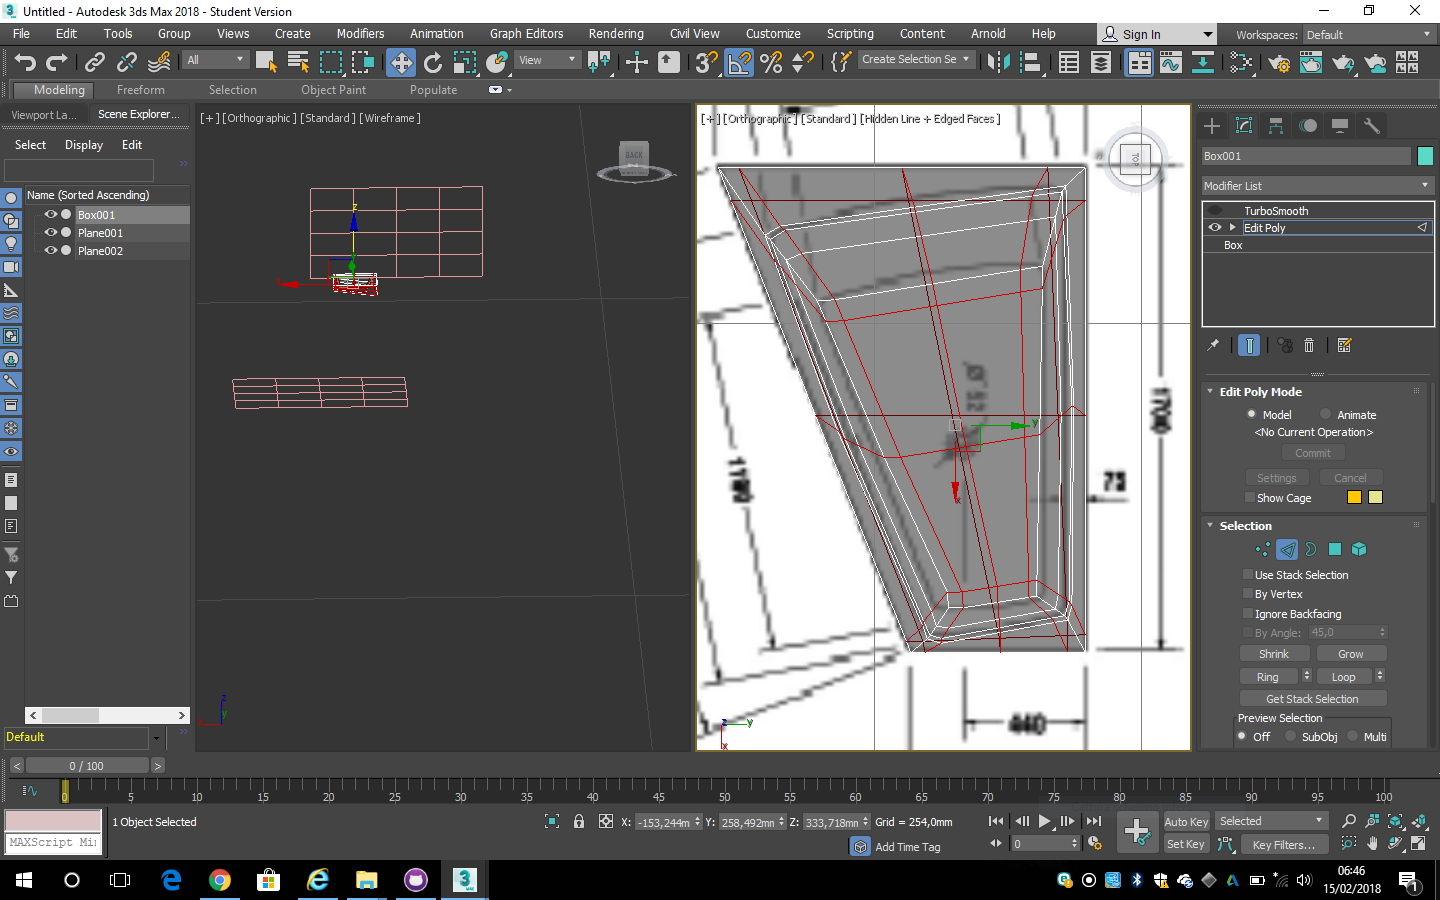 Untitled - Autodesk 3ds Max 2018 - Student Version
File Edit Tools Group Views Create Modifiers Animation Graph Editors Rendering Civil View Customize Scripting Content Arnold Help Sign In Workspaces: Default
All View Create Selection Se
Modeling Freeform Selection Object Paint Populate
Viewport La... Scene Explorer...
Select Display Edit
Name (Sorted Ascending)
Box001
Plane001
Plane002
Default
[+] [Orthographic] [Standard] [Wireframe]
BACK
z
x
z
y
[+] [Orthographic] [Standard] [Hidden Line + Edged Faces]
TOP
1700
1180
73
440
y
x
z
y
x
Box001
Modifier List
TurboSmooth
Edit Poly
Box
Edit Poly Mode
Model Animate
<No Current Operation>
Commit
Settings Cancel
Show Cage
Selection
Use Stack Selection
By Vertex
Ignore Backfacing
By Angle: 45,0
Shrink Grow
Ring Loop
Get Stack Selection
Preview Selection
Off SubObj Multi
< 0 / 100 >
0 5 10 15 20 25 30 35 40 45 50 55 60 65 70 75 80 85 90 95 100
MAXScript Mi
1 Object Selected
X: -153,244m Y: 258,492mn Z: 333,718mn Grid = 254,0mm
Add Time Tag
0
Auto Key Selected
Set Key Key Filters...
3
MAX
06:46
15/02/2018
1